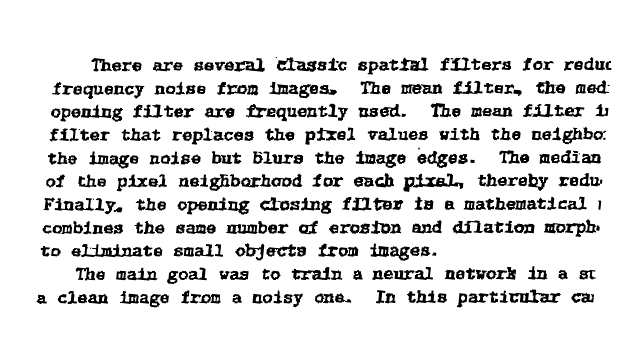 There are several classic spatial filters for reduc
frequency noise from images. The mean filter, the med
opening filter are frequently used. The mean filter i
filter that replaces the pixel values with the neighbo
the image noise but blurs the image edges. The median
of the pixel neighborhood for each pixel, thereby redu
Finally, the opening closing filter is a mathematical
combines the same number of erosion and dilation morph
to eliminate small objects from images.
The main goal was to train a neural network in a
a clean image from a noisy one. In this particular